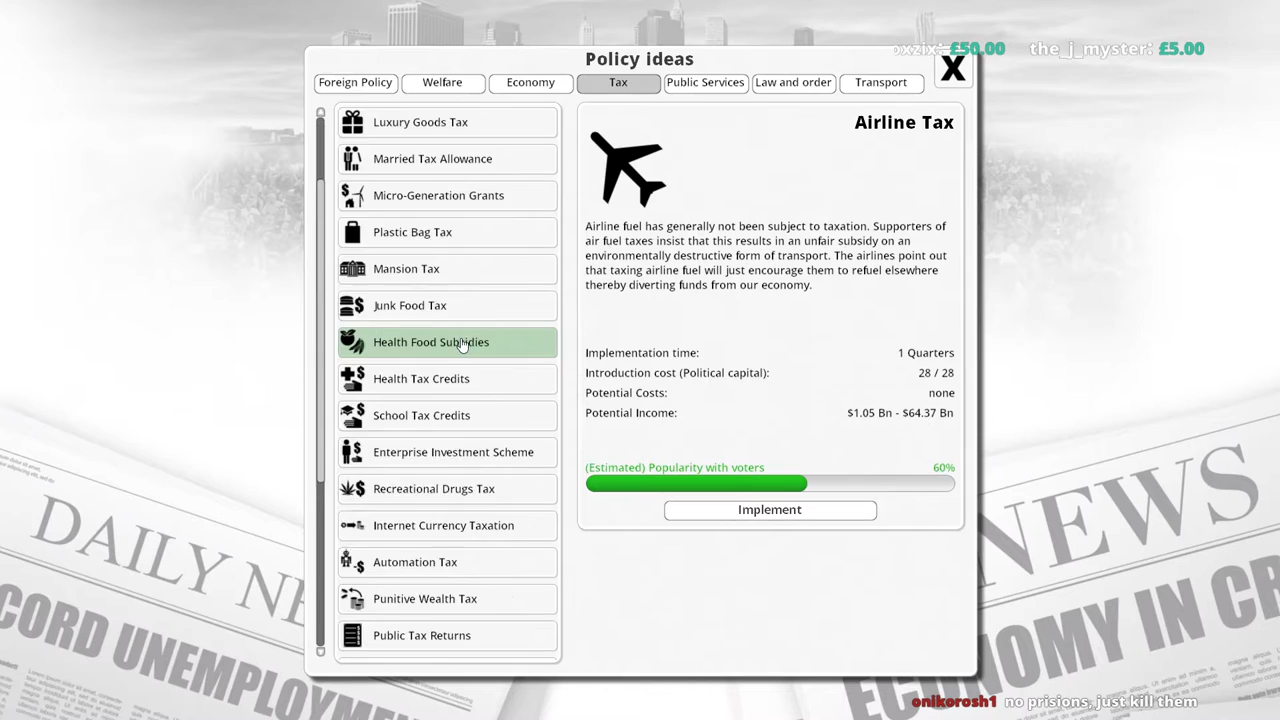 oxzix: £50.00 the_j_myster: £5.00
Policy ideas
X
Foreign Policy Welfare Economy Tax Public Services Law and order Transport
Luxury Goods Tax
Married Tax Allowance
Micro-Generation Grants
Plastic Bag Tax
Mansion Tax
Junk Food Tax
Health Food Subsidies
Health Tax Credits
School Tax Credits
Enterprise Investment Scheme
Recreational Drugs Tax
Internet Currency Taxation
Automation Tax
Punitive Wealth Tax
Public Tax Returns
Airline Tax
Airline fuel has generally not been subject to taxation. Supporters of
air fuel taxes insist that this results in an unfair subsidy on an
environmentally destructive form of transport. The airlines point out
that taxing airline fuel will just encourage them to refuel elsewhere
thereby diverting funds from our economy.
Implementation time: 1 Quarters
Introduction cost (Political capital): 28 / 28
Potential Costs: none
Potential Income: $1.05 Bn - $64.37 Bn
(Estimated) Popularity with voters 60%
Implement
DAILY NE
CORD UNEMPLOYM
NEWS
ECONOMY IN CR
onikorosh1 no prisions, just kill them